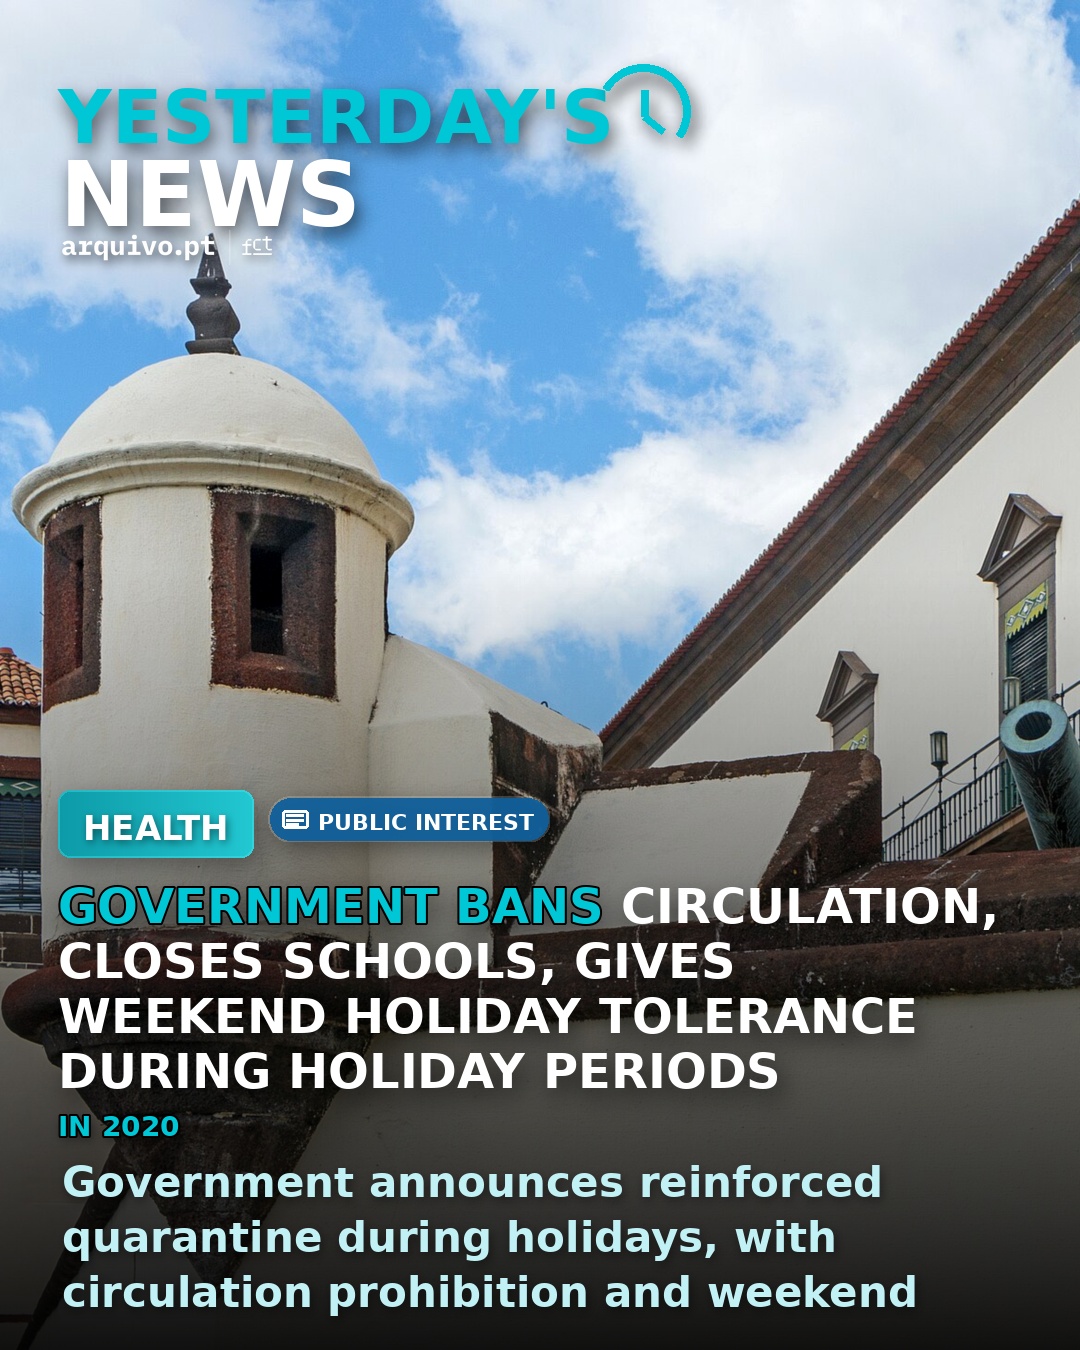 YESTERDAY'S
NEWS
arquivo.pt fct
HEALTH
PUBLIC INTEREST
GOVERNMENT BANS CIRCULATION,
CLOSES SCHOOLS, GIVES
WEEKEND HOLIDAY TOLERANCE
DURING HOLIDAY PERIODS
IN 2020
Government announces reinforced
quarantine during holidays, with
circulation prohibition and weekend